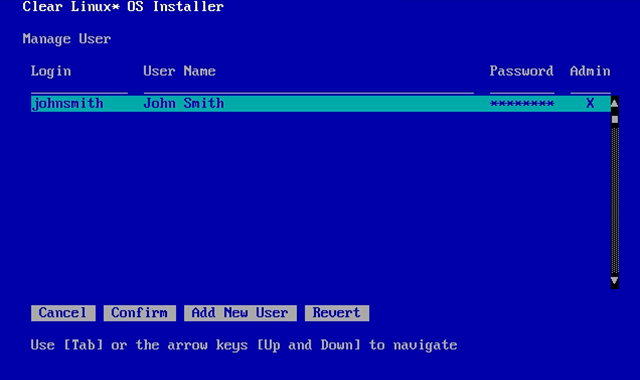 Clear Linux* OS Installer
Manage User
Login User Name Password Admin
johnsmith John Smith ******** X
Cancel Confirm Add New User Revert
Use [Tab] or the arrow keys [Up and Down] to navigate